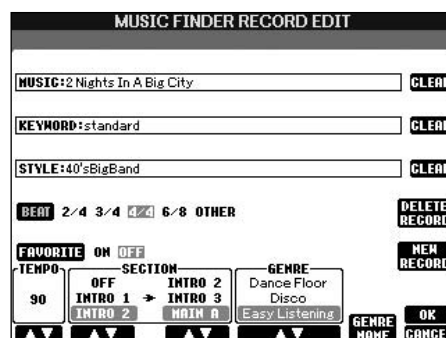 MUSIC FINDER RECORD EDIT
MUSIC:2 Nights In A Big City
CLEAR
KEYWORD:standard
CLEAR
STYLE:40'sBigBand
CLEAR
BEAT 2/4 3/4 4/4 6/8 OTHER
DELETE RECORD
FAVORITE ON OFF
NEW RECORD
TEMPO
90
SECTION
OFF INTRO 2
INTRO 1 → INTRO 3
INTRO 2 MAIN A
GENRE
Dance Floor
Disco
Easy Listening
GENRE NAME
OK
CANCEL